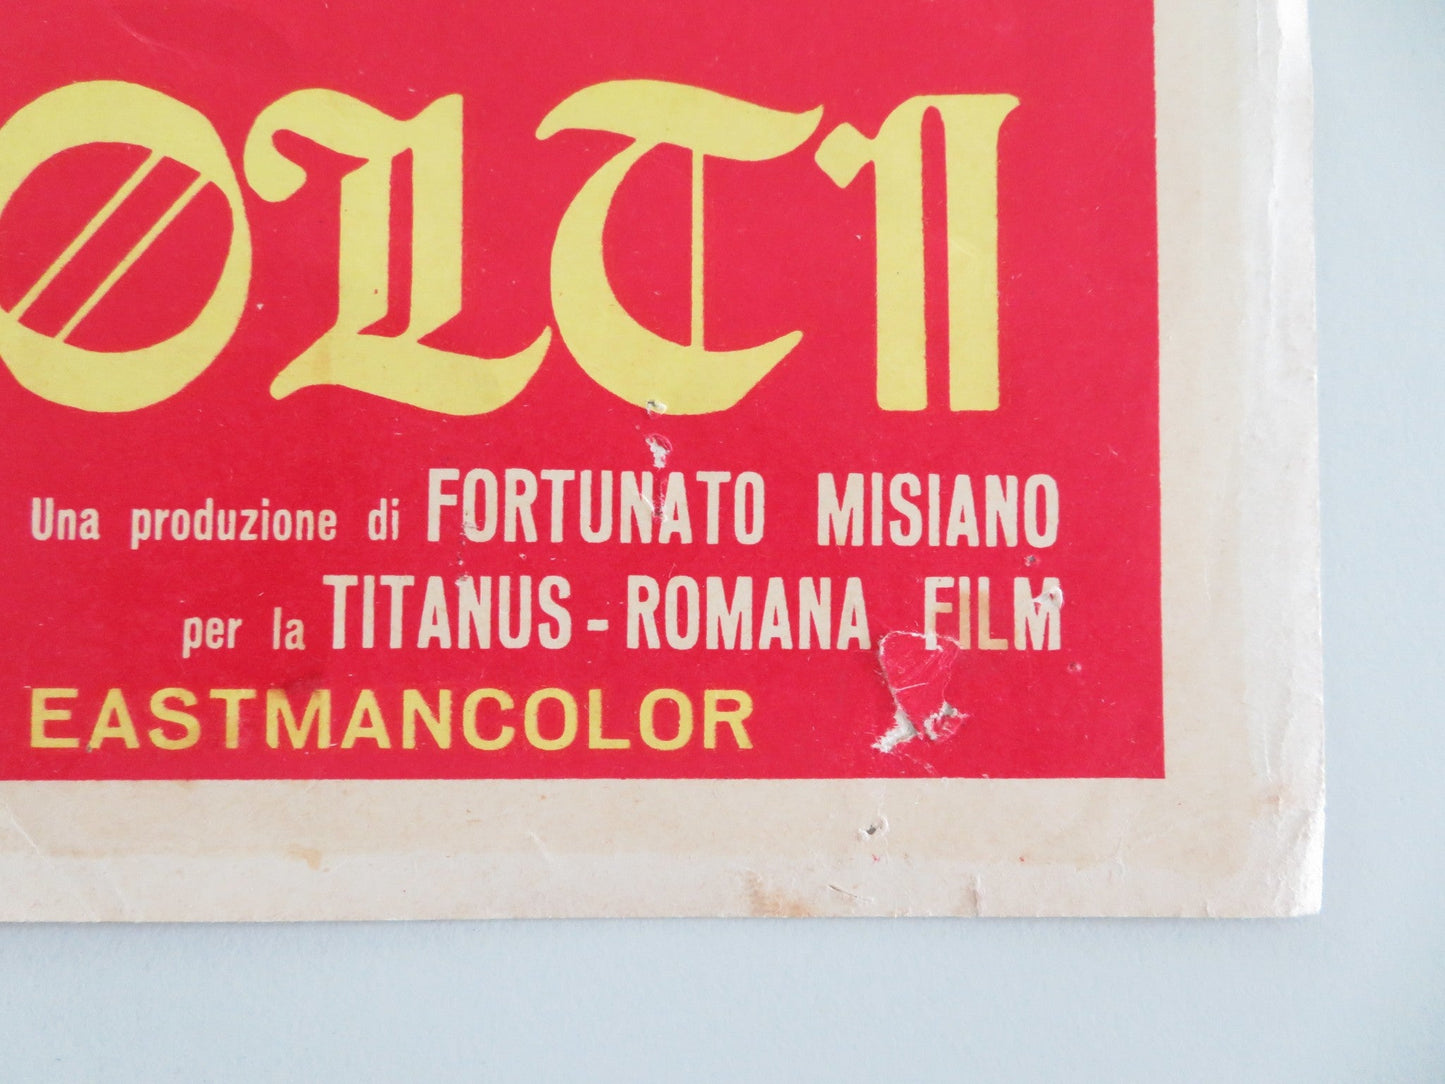 OLTI
Una produzione di FORTUNATO MISIANO
per la TITANUS - ROMANA FILM
EASTMANCOLOR